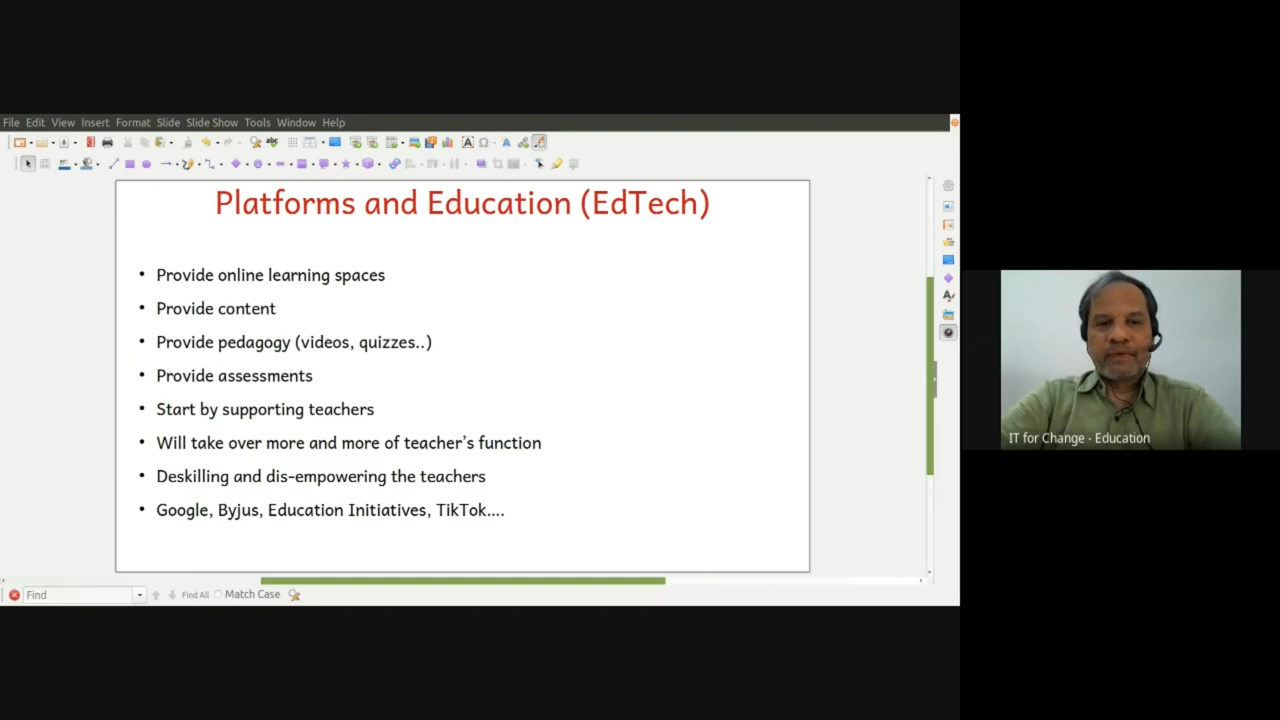 File Edit View Insert Format Slide Slide Show Tools Window Help
Platforms and Education (EdTech)
• Provide online learning spaces
• Provide content
• Provide pedagogy (videos, quizzes..)
• Provide assessments
• Start by supporting teachers
• Will take over more and more of teacher's function
• Deskilling and dis-empowering the teachers
• Google, Byjus, Education Initiatives, TikTok....
IT for Change - Education
Find Find All Match Case